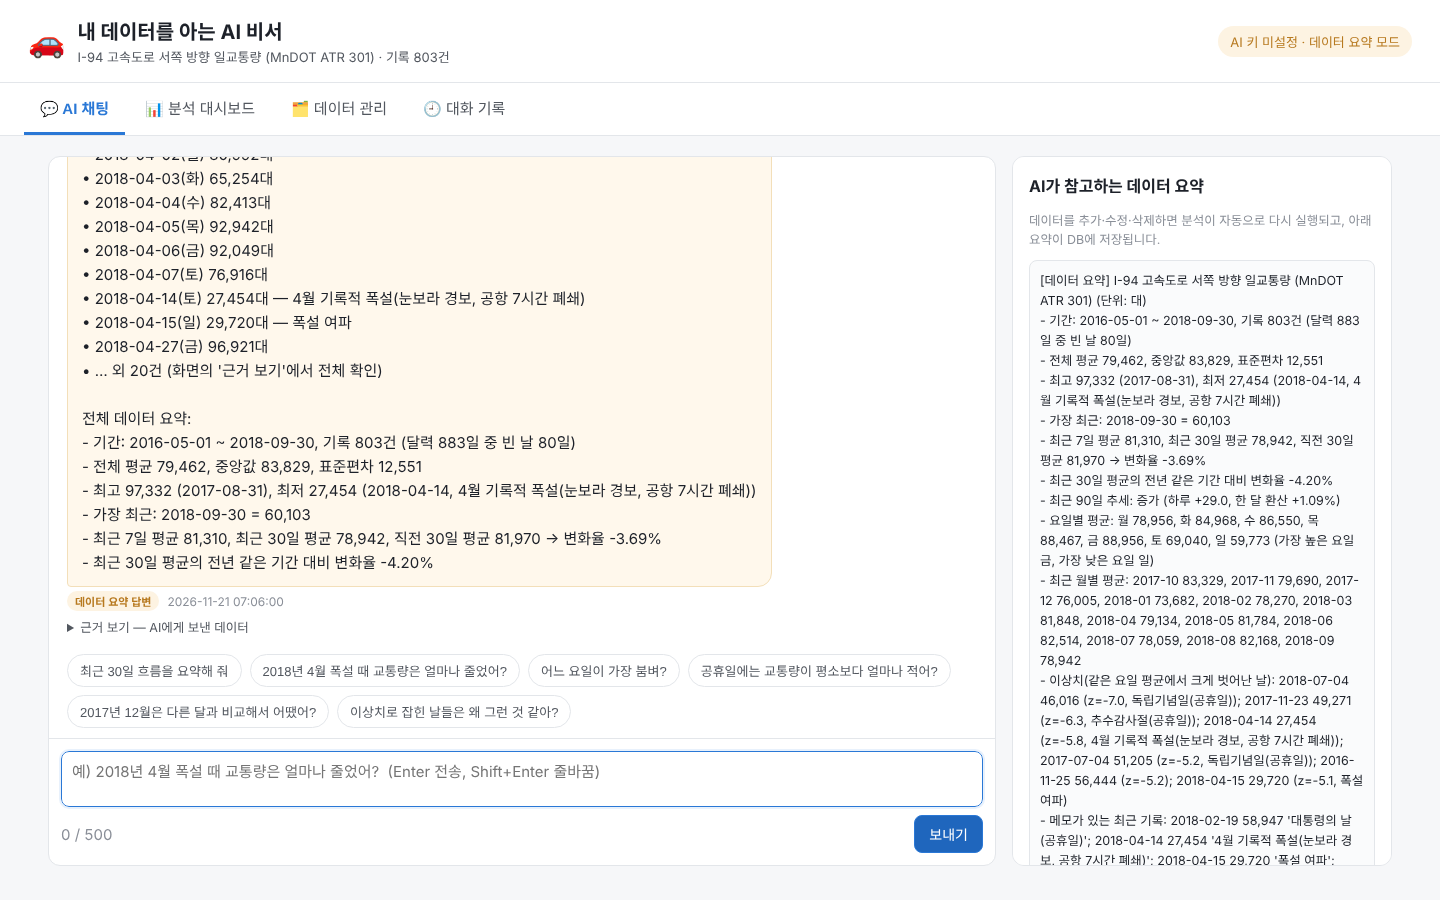 내 데이터를 아는 AI 비서
I-94 고속도로 서쪽 방향 일교통량 (MnDOT ATR 301) · 기록 803건
AI 키 미설정 · 데이터 요약 모드
💬 AI 채팅
📊 분석 대시보드
🗂️ 데이터 관리
🕘 대화 기록
• 2018-04-03(화) 65,254대
• 2018-04-04(수) 82,413대
• 2018-04-05(목) 92,942대
• 2018-04-06(금) 92,049대
• 2018-04-07(토) 76,916대
• 2018-04-14(토) 27,454대 — 4월 기록적 폭설(눈보라 경보, 공항 7시간 폐쇄)
• 2018-04-15(일) 29,720대 — 폭설 여파
• 2018-04-27(금) 96,921대
• ... 외 20건 (화면의 '근거 보기'에서 전체 확인)
전체 데이터 요약:
- 기간: 2016-05-01 ~ 2018-09-30, 기록 803건 (달력 883일 중 빈 날 80일)
- 전체 평균 79,462, 중앙값 83,829, 표준편차 12,551
- 최고 97,332 (2017-08-31), 최저 27,454 (2018-04-14, 4월 기록적 폭설(눈보라 경보, 공항 7시간 폐쇄))
- 가장 최근: 2018-09-30 = 60,103
- 최근 7일 평균 81,310, 최근 30일 평균 78,942, 직전 30일 평균 81,970 → 변화율 -3.69%
- 최근 30일 평균의 전년 같은 기간 대비 변화율 -4.20%
데이터 요약 답변 2026-11-21 07:06:00
▶ 근거 보기 — AI에게 보낸 데이터
최근 30일 흐름을 요약해 줘
2018년 4월 폭설 때 교통량은 얼마나 줄었어?
어느 요일이 가장 붐벼?
공휴일에는 교통량이 평소보다 얼마나 적어?
2017년 12월은 다른 달과 비교해서 어땠어?
이상치로 잡힌 날들은 왜 그런 것 같아?
예) 2018년 4월 폭설 때 교통량은 얼마나 줄었어? (Enter 전송, Shift+Enter 줄바꿈)
0 / 500
보내기
AI가 참고하는 데이터 요약
데이터를 추가·수정·삭제하면 분석이 자동으로 다시 실행되고, 아래
요약이 DB에 저장됩니다.
[데이터 요약] I-94 고속도로 서쪽 방향 일교통량 (MnDOT
ATR 301) (단위: 대)
- 기간: 2016-05-01 ~ 2018-09-30, 기록 803건 (달력 883
일 중 빈 날 80일)
- 전체 평균 79,462, 중앙값 83,829, 표준편차 12,551
- 최고 97,332 (2017-08-31), 최저 27,454 (2018-04-14, 4
월 기록적 폭설(눈보라 경보, 공항 7시간 폐쇄))
- 가장 최근: 2018-09-30 = 60,103
- 최근 7일 평균 81,310, 최근 30일 평균 78,942, 직전 30일
평균 81,970 → 변화율 -3.69%
- 최근 30일 평균의 전년 같은 기간 대비 변화율 -4.20%
- 최근 90일 추세: 증가 (하루 +29.0, 한 달 환산 +1.09%)
- 요일별 평균: 월 78,956, 화 84,968, 수 86,550, 목
88,467, 금 88,956, 토 69,040, 일 59,773 (가장 높은 요일
금, 가장 낮은 요일 일)
- 최근 월별 평균: 2017-10 83,329, 2017-11 79,690, 2017-
12 76,005, 2018-01 73,682, 2018-02 78,270, 2018-03
81,848, 2018-04 79,134, 2018-05 81,784, 2018-06
82,514, 2018-07 78,059, 2018-08 82,168, 2018-09
78,942
- 이상치(같은 요일 평균에서 크게 벗어난 날): 2018-07-04
46,016 (z=-7.0, 독립기념일(공휴일)); 2017-11-23 49,271
(z=-6.3, 추수감사절(공휴일)); 2018-04-14 27,454
(z=-5.8, 4월 기록적 폭설(눈보라 경보, 공항 7시간 폐쇄));
2017-07-04 51,205 (z=-5.2, 독립기념일(공휴일)); 2016-
11-25 56,444 (z=-5.2); 2018-04-15 29,720 (z=-5.1, 폭설
여파)
- 메모가 있는 최근 기록: 2018-02-19 58,947 '대통령의 날
(공휴일)'; 2018-04-14 27,454 '4월 기록적 폭설(눈보라 경
보, 공항 7시간 폐쇄)'; 2018-04-15 29,720 '폭설 여파';